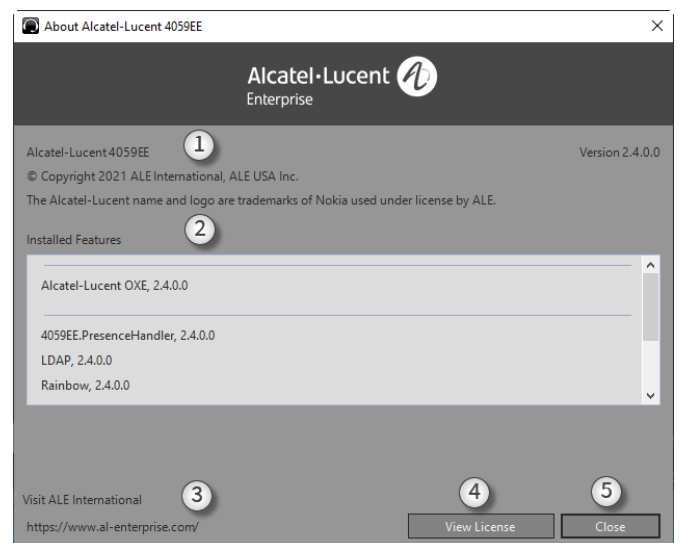 About Alcatel-Lucent 4059EE
Alcatel·Lucent
Enterprise
1
Alcatel-Lucent 4059EE
Version 2.4.0.0
© Copyright 2021 ALE International, ALE USA Inc.
The Alcatel-Lucent name and logo are trademarks of Nokia used under license by ALE.
2
Installed Features
Alcatel-Lucent OXE, 2.4.0.0
4059EE.PresenceHandler, 2.4.0.0
LDAP, 2.4.0.0
Rainbow, 2.4.0.0
Visit ALE International
3
4
5
https://www.al-enterprise.com/
View License
Close